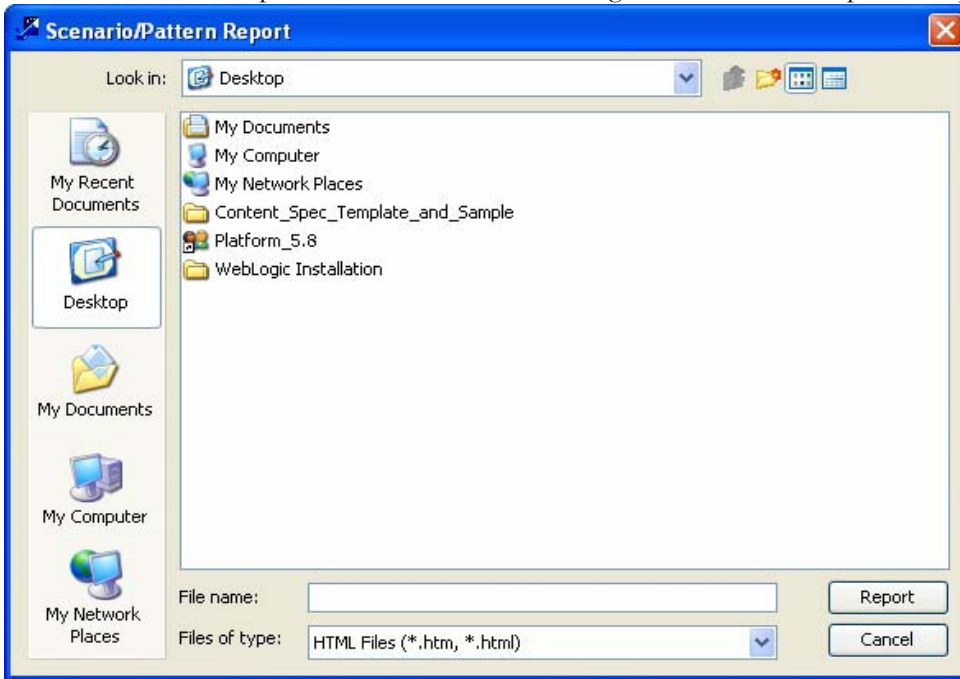 Scenario/Pattern Report
Look in:
Desktop
My Documents
My Computer
My Network Places
Content_Spec_Template_and_Sample
Platform_5.8
WebLogic Installation
My Recent
Documents
Desktop
My Documents
My Computer
My Network
Places
File name:
Report
Files of type:
HTML Files (*.htm, *.html)
Cancel